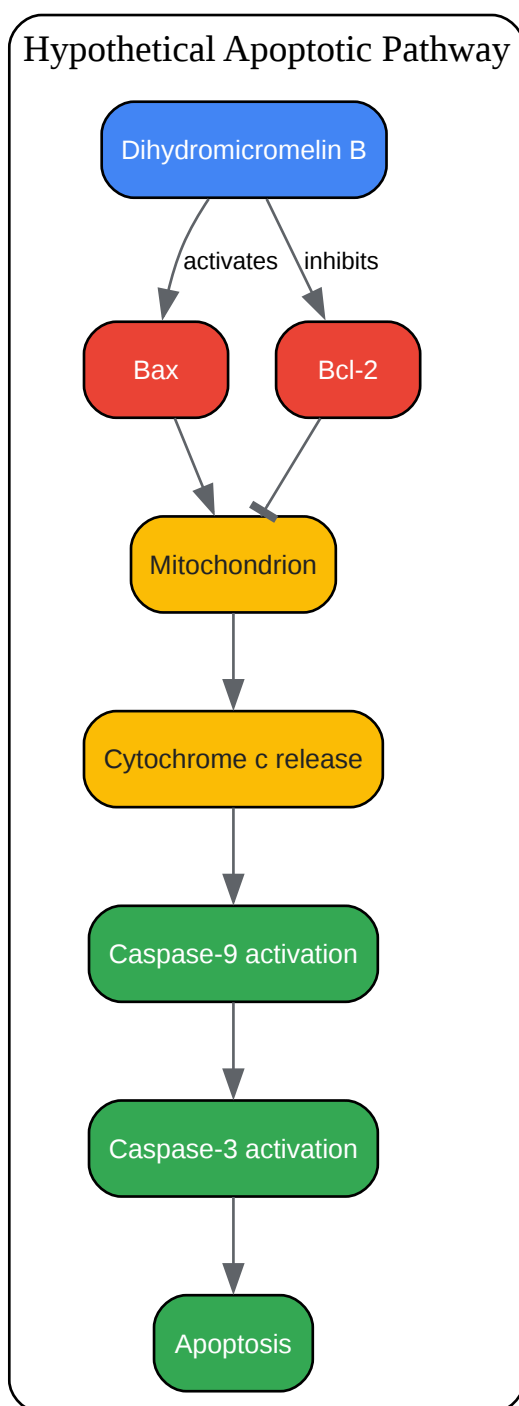 Hypothetical Apoptotic Pathway
Dihydromicromelin B
activates
inhibits
Bax
Bcl-2
Mitochondrion
Cytochrome c release
Caspase-9 activation
Caspase-3 activation
Apoptosis